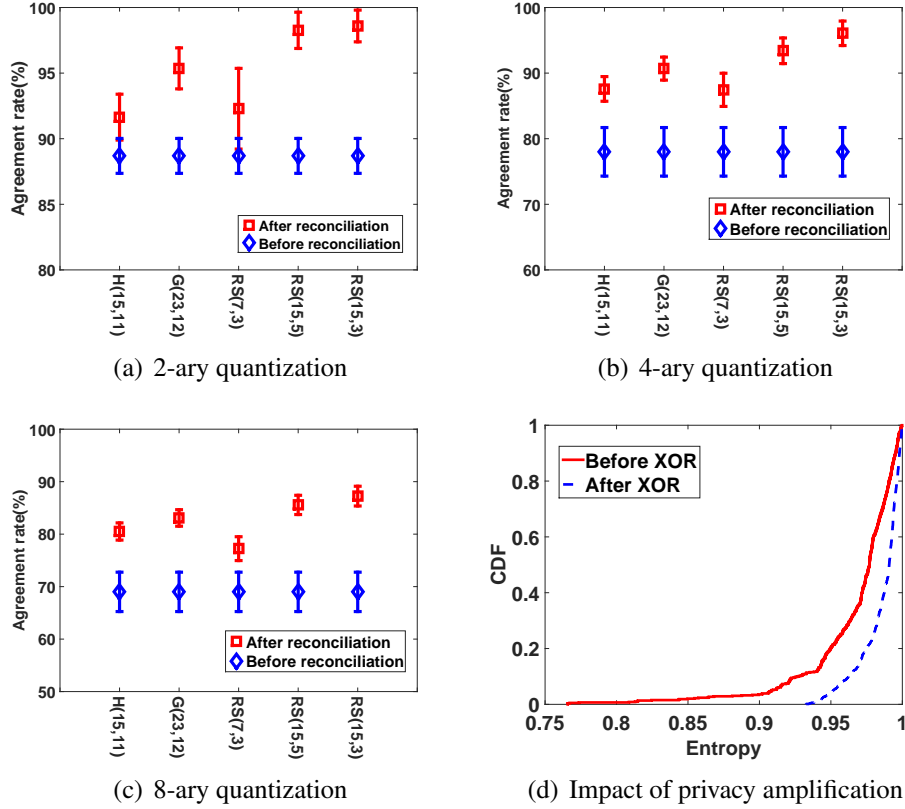 100
95
90
85
80
Agreement rate(%)
After reconciliation
Before reconciliation
H(15,11)
G(23,12)
RS(7,3)
RS(15,5)
RS(15,3)
(a) 2-ary quantization
100
90
80
70
60
Agreement rate(%)
After reconciliation
Before reconciliation
H(15,11)
G(23,12)
RS(7,3)
RS(15,5)
RS(15,3)
(b) 4-ary quantization
100
90
80
70
60
50
Agreement rate(%)
After reconciliation
Before reconciliation
H(15,11)
G(23,12)
RS(7,3)
RS(15,5)
RS(15,3)
(c) 8-ary quantization
1
0.8
0.6
0.4
0.2
0
CDF
Before XOR
After XOR
0.75 0.8 0.85 0.9 0.95 1
Entropy
(d) Impact of privacy amplification